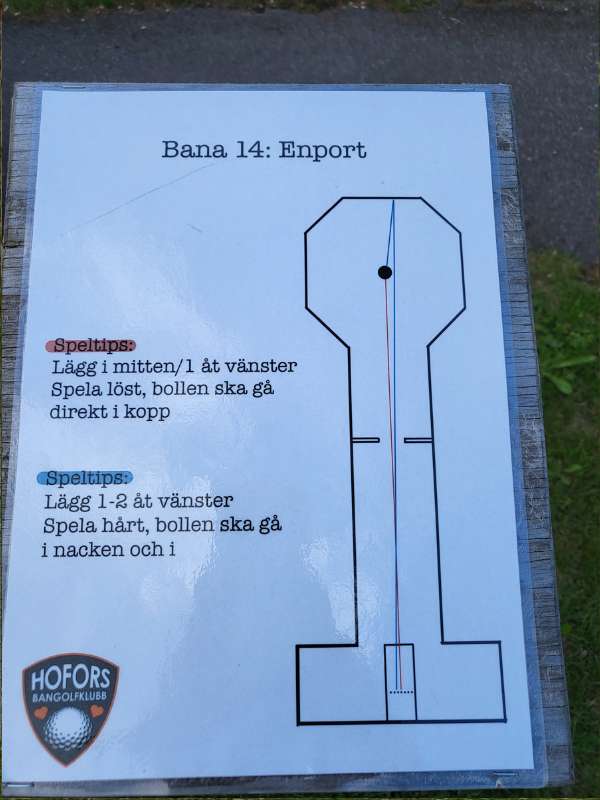 Bana 14: Enport
Speltips:
Lägg i mitten/1 åt vänster
Spela löst, bollen ska gå
direkt i kopp
Speltips:
Lägg 1-2 åt vänster
Spela hårt, bollen ska gå
i nacken och i
HOFORS
BANGOLFKLUBB